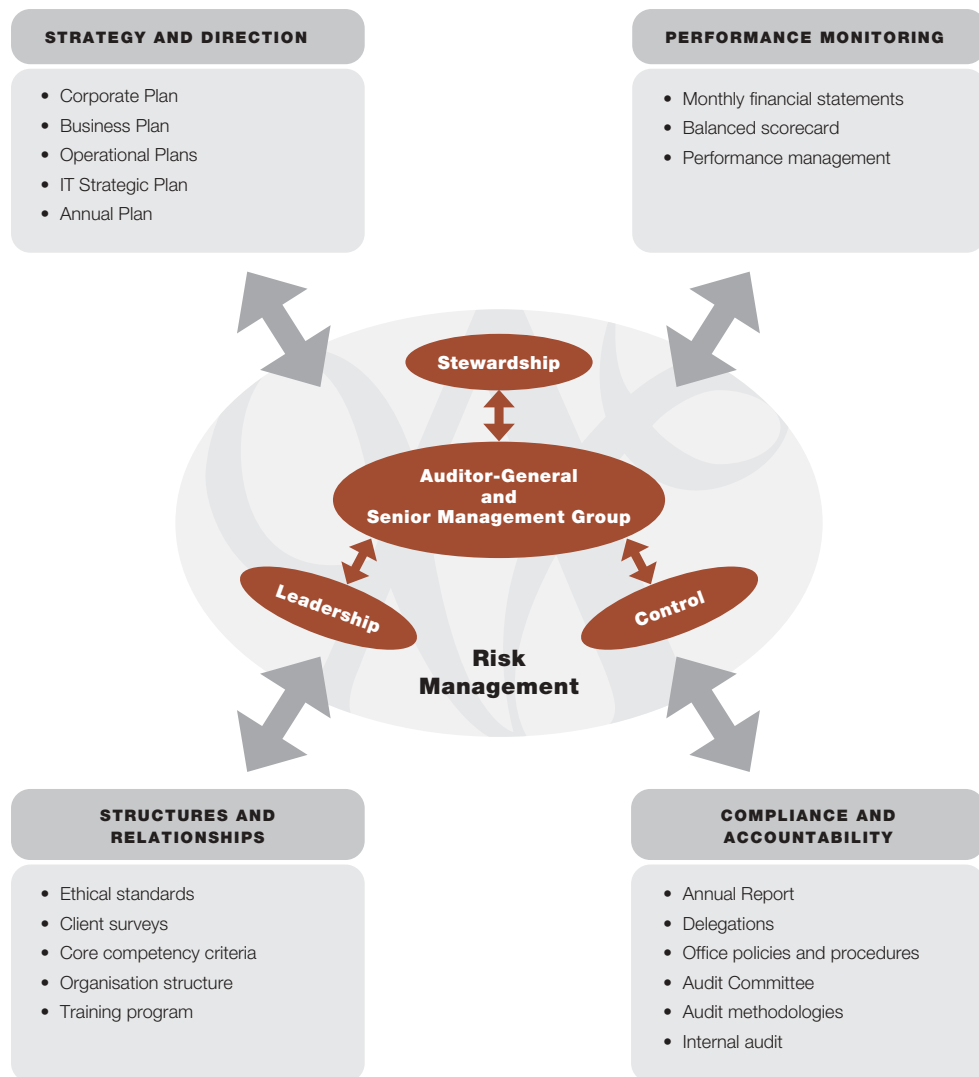 STRATEGY AND DIRECTION
• Corporate Plan
• Business Plan
• Operational Plans
• IT Strategic Plan
• Annual Plan
PERFORMANCE MONITORING
• Monthly financial statements
• Balanced scorecard
• Performance management
Stewardship
Auditor-General
and
Senior Management Group
Leadership
Control
Risk
Management
STRUCTURES AND
RELATIONSHIPS
• Ethical standards
• Client surveys
• Core competency criteria
• Organisation structure
• Training program
COMPLIANCE AND
ACCOUNTABILITY
• Annual Report
• Delegations
• Office policies and procedures
• Audit Committee
• Audit methodologies
• Internal audit